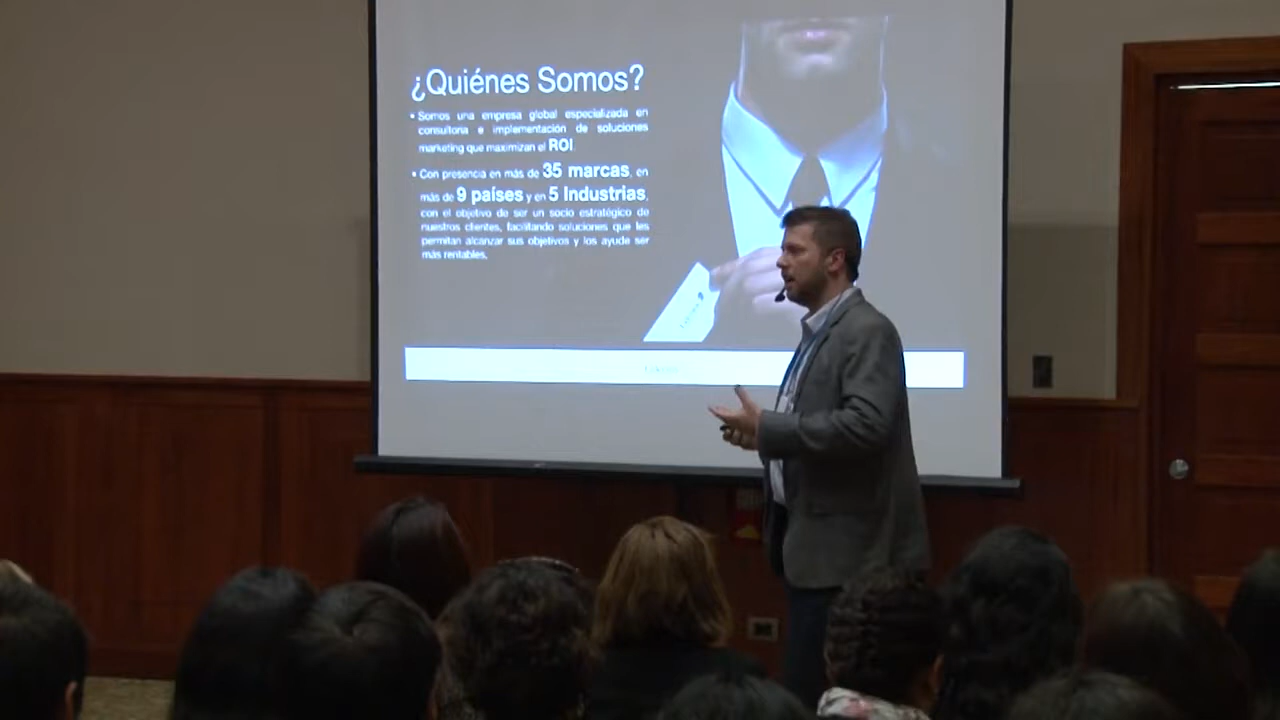 ¿Quiénes Somos?
• Somos una empresa global especializada en
consultoria e implementación de soluciones
marketing que maximizan el ROI.
• Con presencia en más de 35 marcas, en
más de 9 países y en 5 Industrias,
con el objetivo de ser un socio estratégico de
nuestros clientes, facilitando soluciones que les
permitan alcanzar sus objetivos y los ayude ser
más rentables,